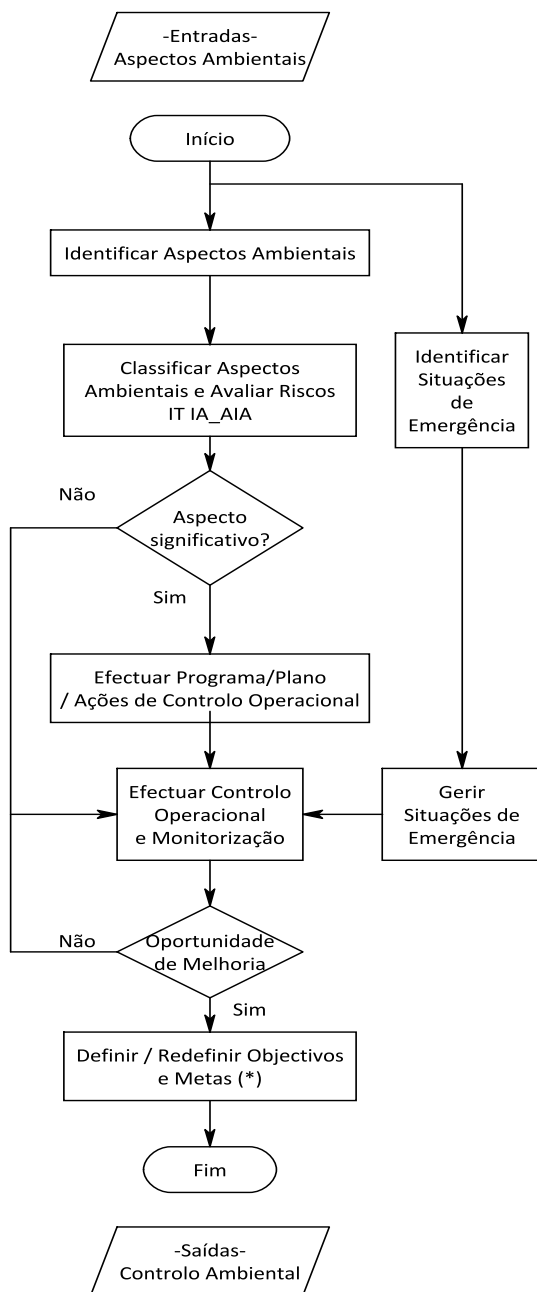 -Entradas-
Aspectos Ambientais
Início
Identificar Aspectos Ambientais
Classificar Aspectos
Ambientais e Avaliar Riscos
IT IA_AIA
Identificar
Situações
de
Emergência
Não
Aspecto
significativo?
Sim
Efectuar Programa/Plano
/ Ações de Controlo Operacional
Efectuar Controlo
Operacional
e Monitorização
Gerir
Situações de
Emergência
Não
Oportunidade
de Melhoria
Sim
Definir / Redefinir Objectivos
e Metas (*)
Fim
-Saídas-
Controlo Ambiental